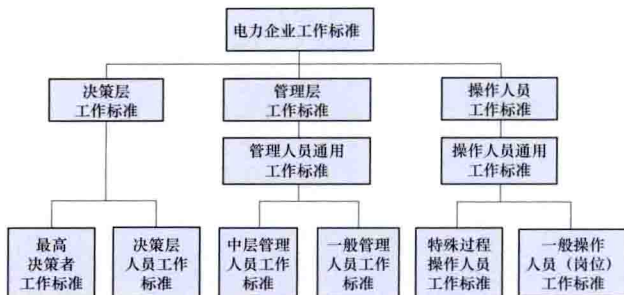 电力企业工作标准
决策层
工作标准
管理层
工作标准
操作人员
工作标准
管理人员通用
工作标准
操作人员通用
工作标准
最高
决策者
工作标准
决策层
人员工作
标准
中层管理
人员工作
标准
一般管理
人员工作
标准
特殊过程
操作人员
工作标准
一般操作
人员（岗位）
工作标准